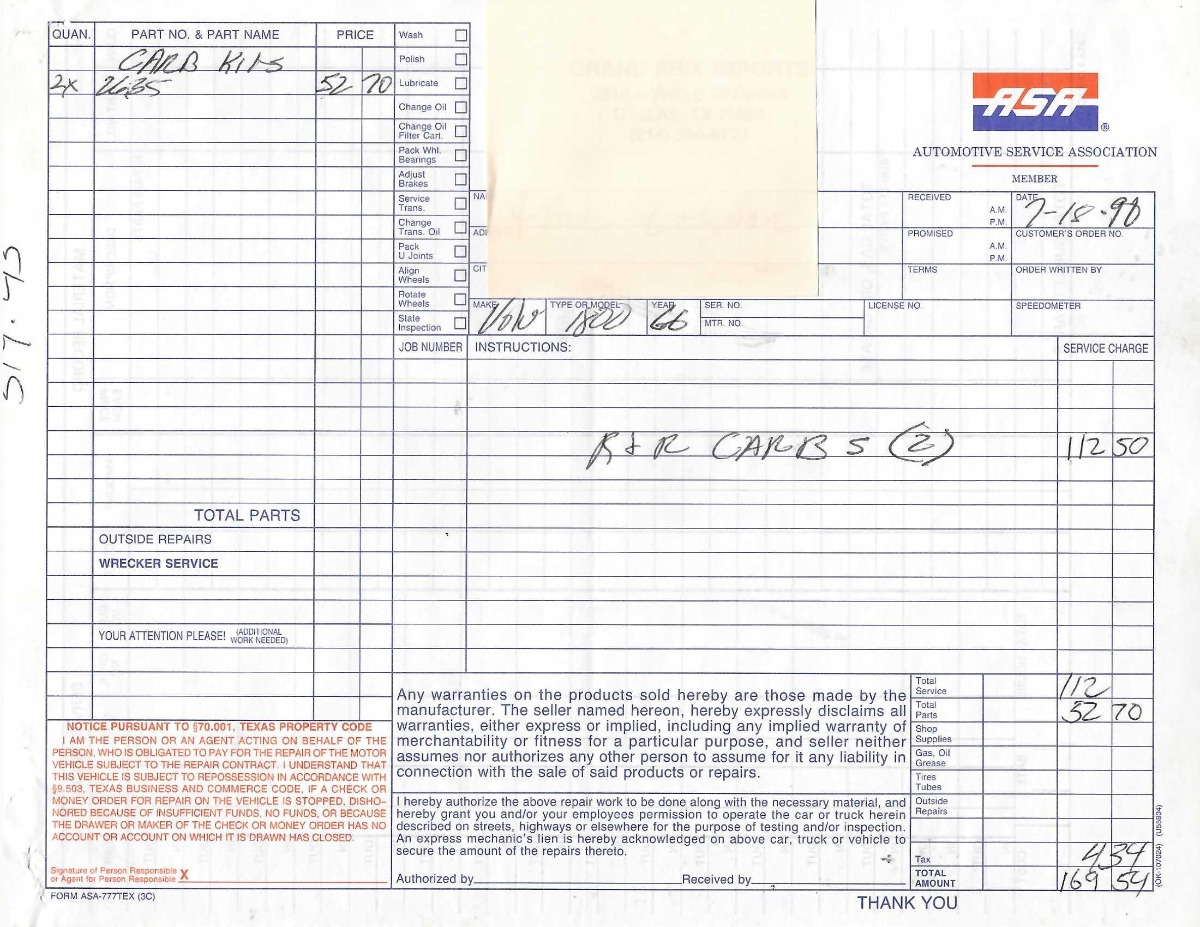 QUAN. PART NO. & PART NAME PRICE
CARB KITS
2X 2635 52 70
TOTAL PARTS
OUTSIDE REPAIRS
WRECKER SERVICE
YOUR ATTENTION PLEASE! (ADDITIONAL WORK NEEDED)
Wash
Polish
Lubricate
Change Oil
Change Oil
Filter Cart.
Pack Whl.
Bearings
Adjust
Brakes
Service
Trans.
Change
Trans. Oil
Pack
U Joints
Align
Wheels
Rotate
Wheels
State
Inspection
ASA ®
AUTOMOTIVE SERVICE ASSOCIATION
MEMBER
NA
ADI
CIT
RECEIVED A.M. P.M.
DATE 7-18-90
PROMISED A.M. P.M.
CUSTOMER'S ORDER NO.
TERMS
ORDER WRITTEN BY
MAKE Volv
TYPE OR MODEL 1800
YEAR 66
SER. NO.
MTR. NO.
LICENSE NO.
SPEEDOMETER
JOB NUMBER INSTRUCTIONS: SERVICE CHARGE
R + R CARB S (2) 112 50
Total Service 112
Total Parts 52 70
Shop Supplies
Gas, Oil Grease
Tires Tubes
Outside Repairs
Tax 4 34
TOTAL AMOUNT 169 54
Any warranties on the products sold hereby are those made by the
manufacturer. The seller named hereon, hereby expressly disclaims all
warranties, either express or implied, including any implied warranty of
merchantability or fitness for a particular purpose, and seller neither
assumes nor authorizes any other person to assume for it any liability in
connection with the sale of said products or repairs.
I hereby authorize the above repair work to be done along with the necessary material, and
hereby grant you and/or your employees permission to operate the car or truck herein
described on streets, highways or elsewhere for the purpose of testing and/or inspection.
An express mechanic's lien is hereby acknowledged on above car, truck or vehicle to
secure the amount of the repairs thereto.
Authorized by Received by
NOTICE PURSUANT TO §70.001, TEXAS PROPERTY CODE
I AM THE PERSON OR AN AGENT ACTING ON BEHALF OF THE
PERSON, WHO IS OBLIGATED TO PAY FOR THE REPAIR OF THE MOTOR
VEHICLE SUBJECT TO THE REPAIR CONTRACT. I UNDERSTAND THAT
THIS VEHICLE IS SUBJECT TO REPOSSESSION IN ACCORDANCE WITH
§9.503, TEXAS BUSINESS AND COMMERCE CODE, IF A CHECK OR
MONEY ORDER FOR REPAIR ON THE VEHICLE IS STOPPED, DISHO-
NORED BECAUSE OF INSUFFICIENT FUNDS, NO FUNDS, OR BECAUSE
THE DRAWER OR MAKER OF THE CHECK OR MONEY ORDER HAS NO
ACCOUNT OR ACCOUNT ON WHICH IT IS DRAWN HAS CLOSED.
Signature of Person Responsible
or Agent for Person Responsible X
FORM ASA-777TEX (3C)
THANK YOU